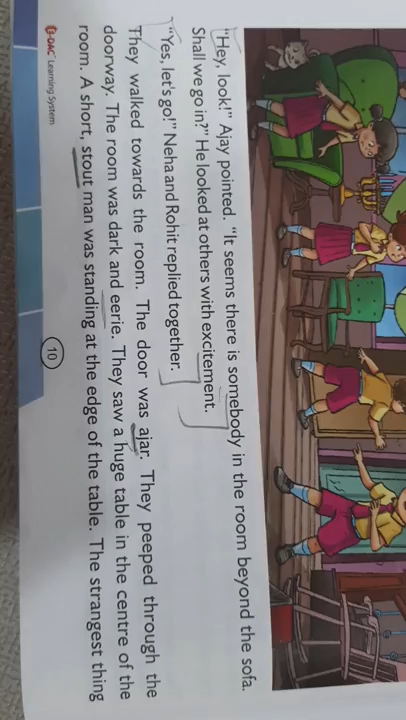 "Hey, look!" Ajay pointed. "It seems there is somebody in the room beyond the sofa.
Shall we go in?" He looked at others with excitement.
"Yes, let's go!" Neha and Rohit replied together.
They walked towards the room. The door was ajar. They peeped through the
doorway. The room was dark and eerie. They saw a huge table in the centre of the
room. A short, stout man was standing at the edge of the table. The strangest thing
E-DAC Learning System
10